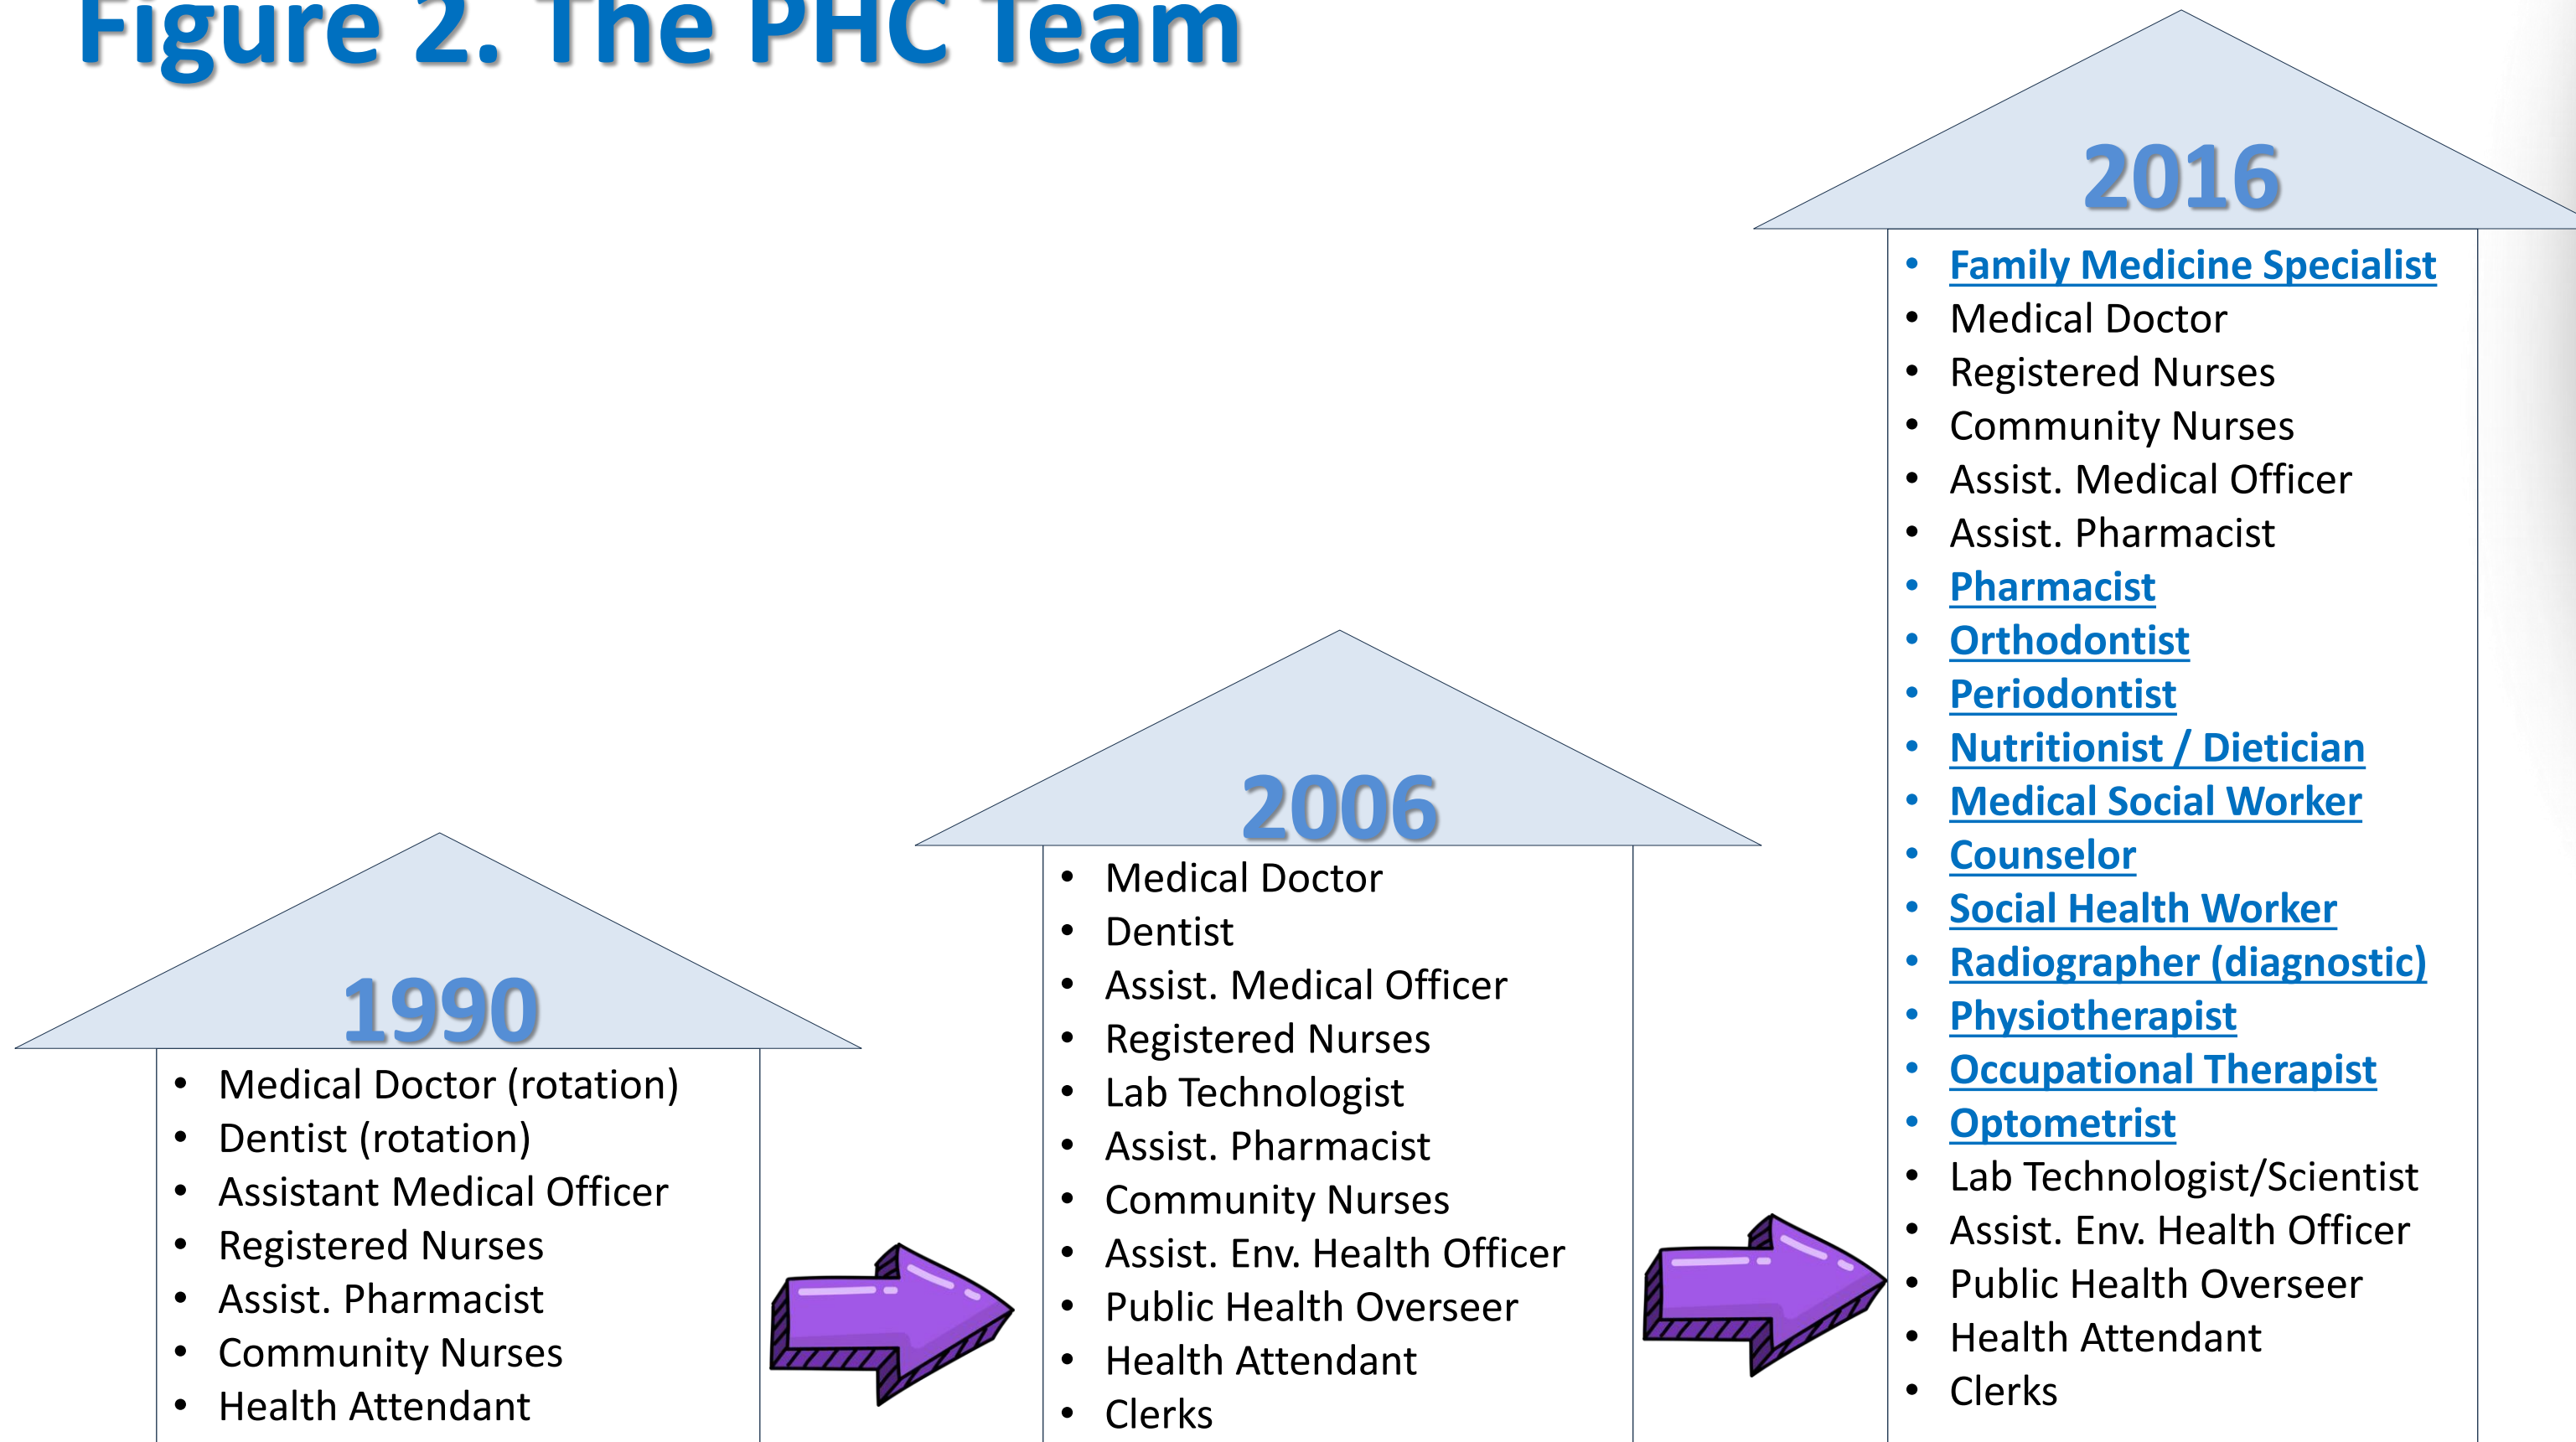 Figure 2. The PHC Team
1990
• Medical Doctor (rotation)
• Dentist (rotation)
• Assistant Medical Officer
• Registered Nurses
• Assist. Pharmacist
• Community Nurses
• Health Attendant
2006
• Medical Doctor
• Dentist
• Assist. Medical Officer
• Registered Nurses
• Lab Technologist
• Assist. Pharmacist
• Community Nurses
• Assist. Env. Health Officer
• Public Health Overseer
• Health Attendant
• Clerks
2016
• Family Medicine Specialist
• Medical Doctor
• Registered Nurses
• Community Nurses
• Assist. Medical Officer
• Assist. Pharmacist
• Pharmacist
• Orthodontist
• Periodontist
• Nutritionist / Dietician
• Medical Social Worker
• Counselor
• Social Health Worker
• Radiographer (diagnostic)
• Physiotherapist
• Occupational Therapist
• Optometrist
• Lab Technologist/Scientist
• Assist. Env. Health Officer
• Public Health Overseer
• Health Attendant
• Clerks